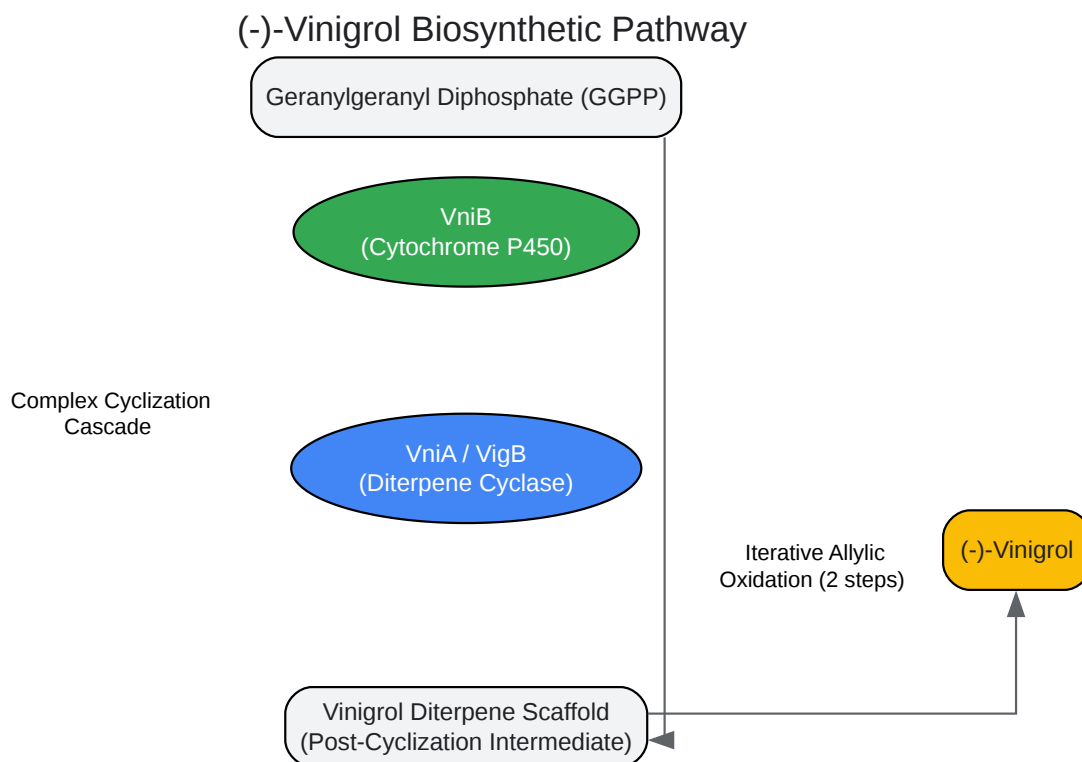 (-)-Vinigrol Biosynthetic Pathway
Geranylgeranyl Diphosphate (GGPP)
VniB
(Cytochrome P450)
Complex Cyclization
Cascade
VniA / VigB
(Diterpene Cyclase)
Iterative Allylic
Oxidation (2 steps)
(-)-Vinigrol
Vinigrol Diterpene Scaffold
(Post-Cyclization Intermediate)